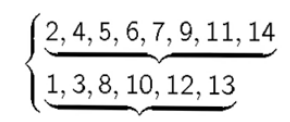 2, 4, 5, 6, 7, 9, 11, 14
1, 3, 8, 10, 12, 13